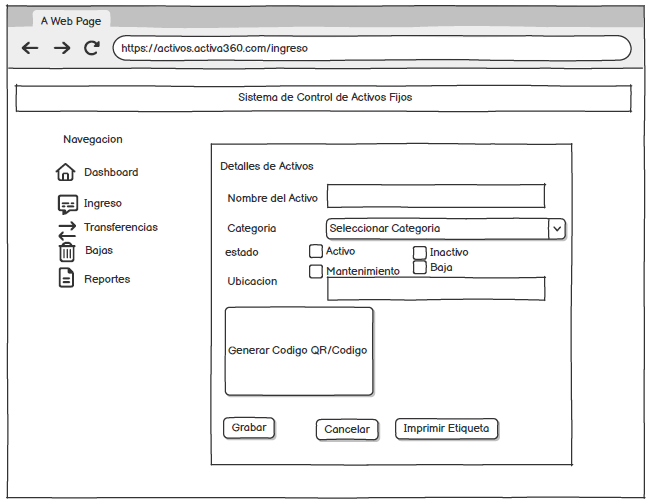 A Web Page
https://activos.activa360.com/ingreso
Sistema de Control de Activos Fijos
Navegacion
Dashboard
Ingreso
Transferencias
Bajas
Reportes
Detalles de Activos
Nombre del Activo
Categoria
Seleccionar Categoria
estado
Activo
Inactivo
Mantenimiento
Baja
Ubicacion
Generar Codigo QR/Codigo
Grabar
Cancelar
Imprimir Etiqueta